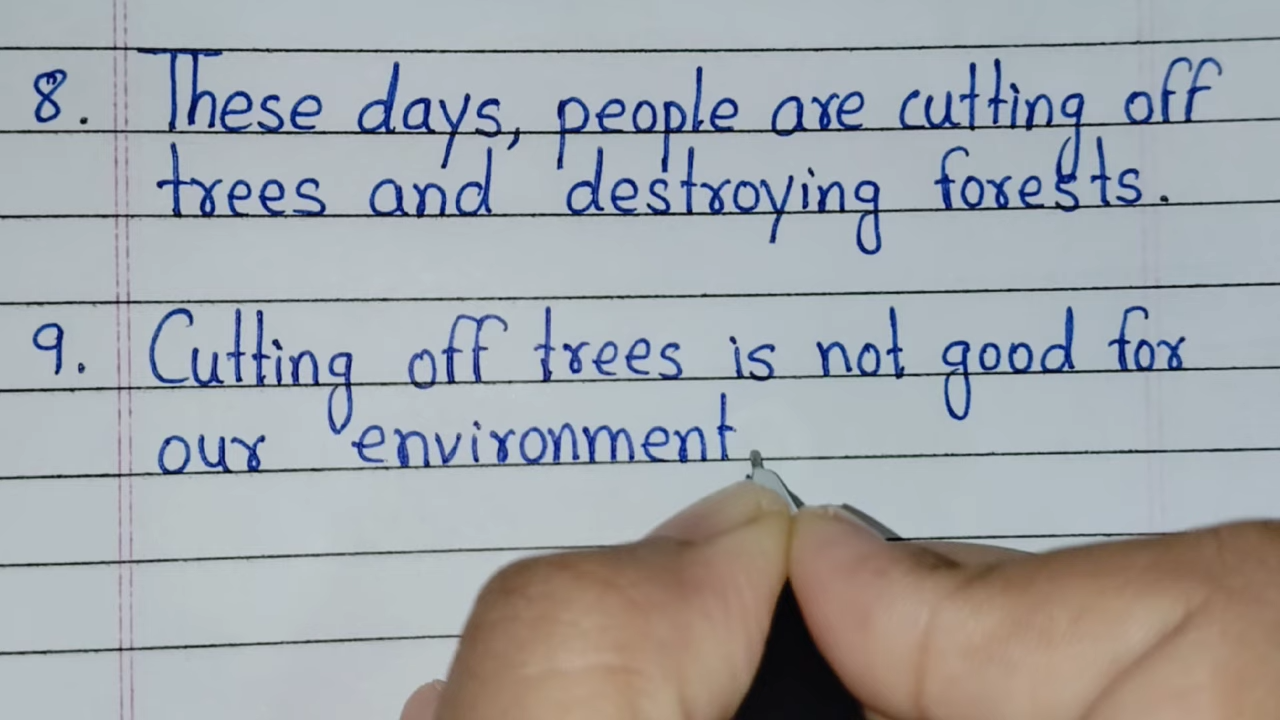 8. These days, people are cutting off
trees and destroying forests.
9. Cutting off trees is not good for
our environment.